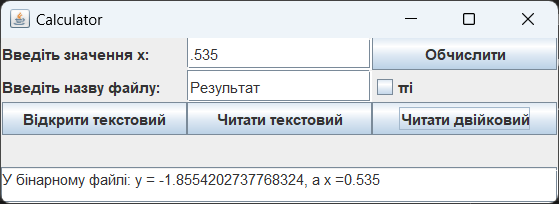 Calculator
Введіть значення x: .535 Обчислити
Введіть назву файлу: Результат πі
Відкрити текстовий Читати текстовий Читати двійковий
У бінарному файлі: y = -1.8554202737768324, а x =0.535